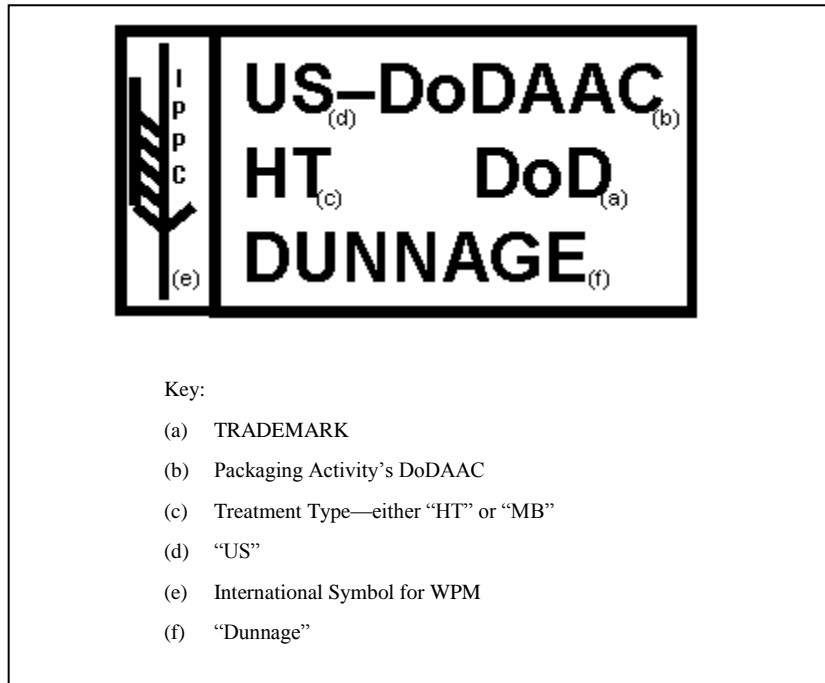 IPPC
(e)
US–DoDAAC
(d) (b)
HT DoD
(c) (a)
DUNNAGE
(f)
Key:
(a) TRADEMARK
(b) Packaging Activity’s DoDAAC
(c) Treatment Type—either “HT” or “MB”
(d) “US”
(e) International Symbol for WPM
(f) “Dunnage”